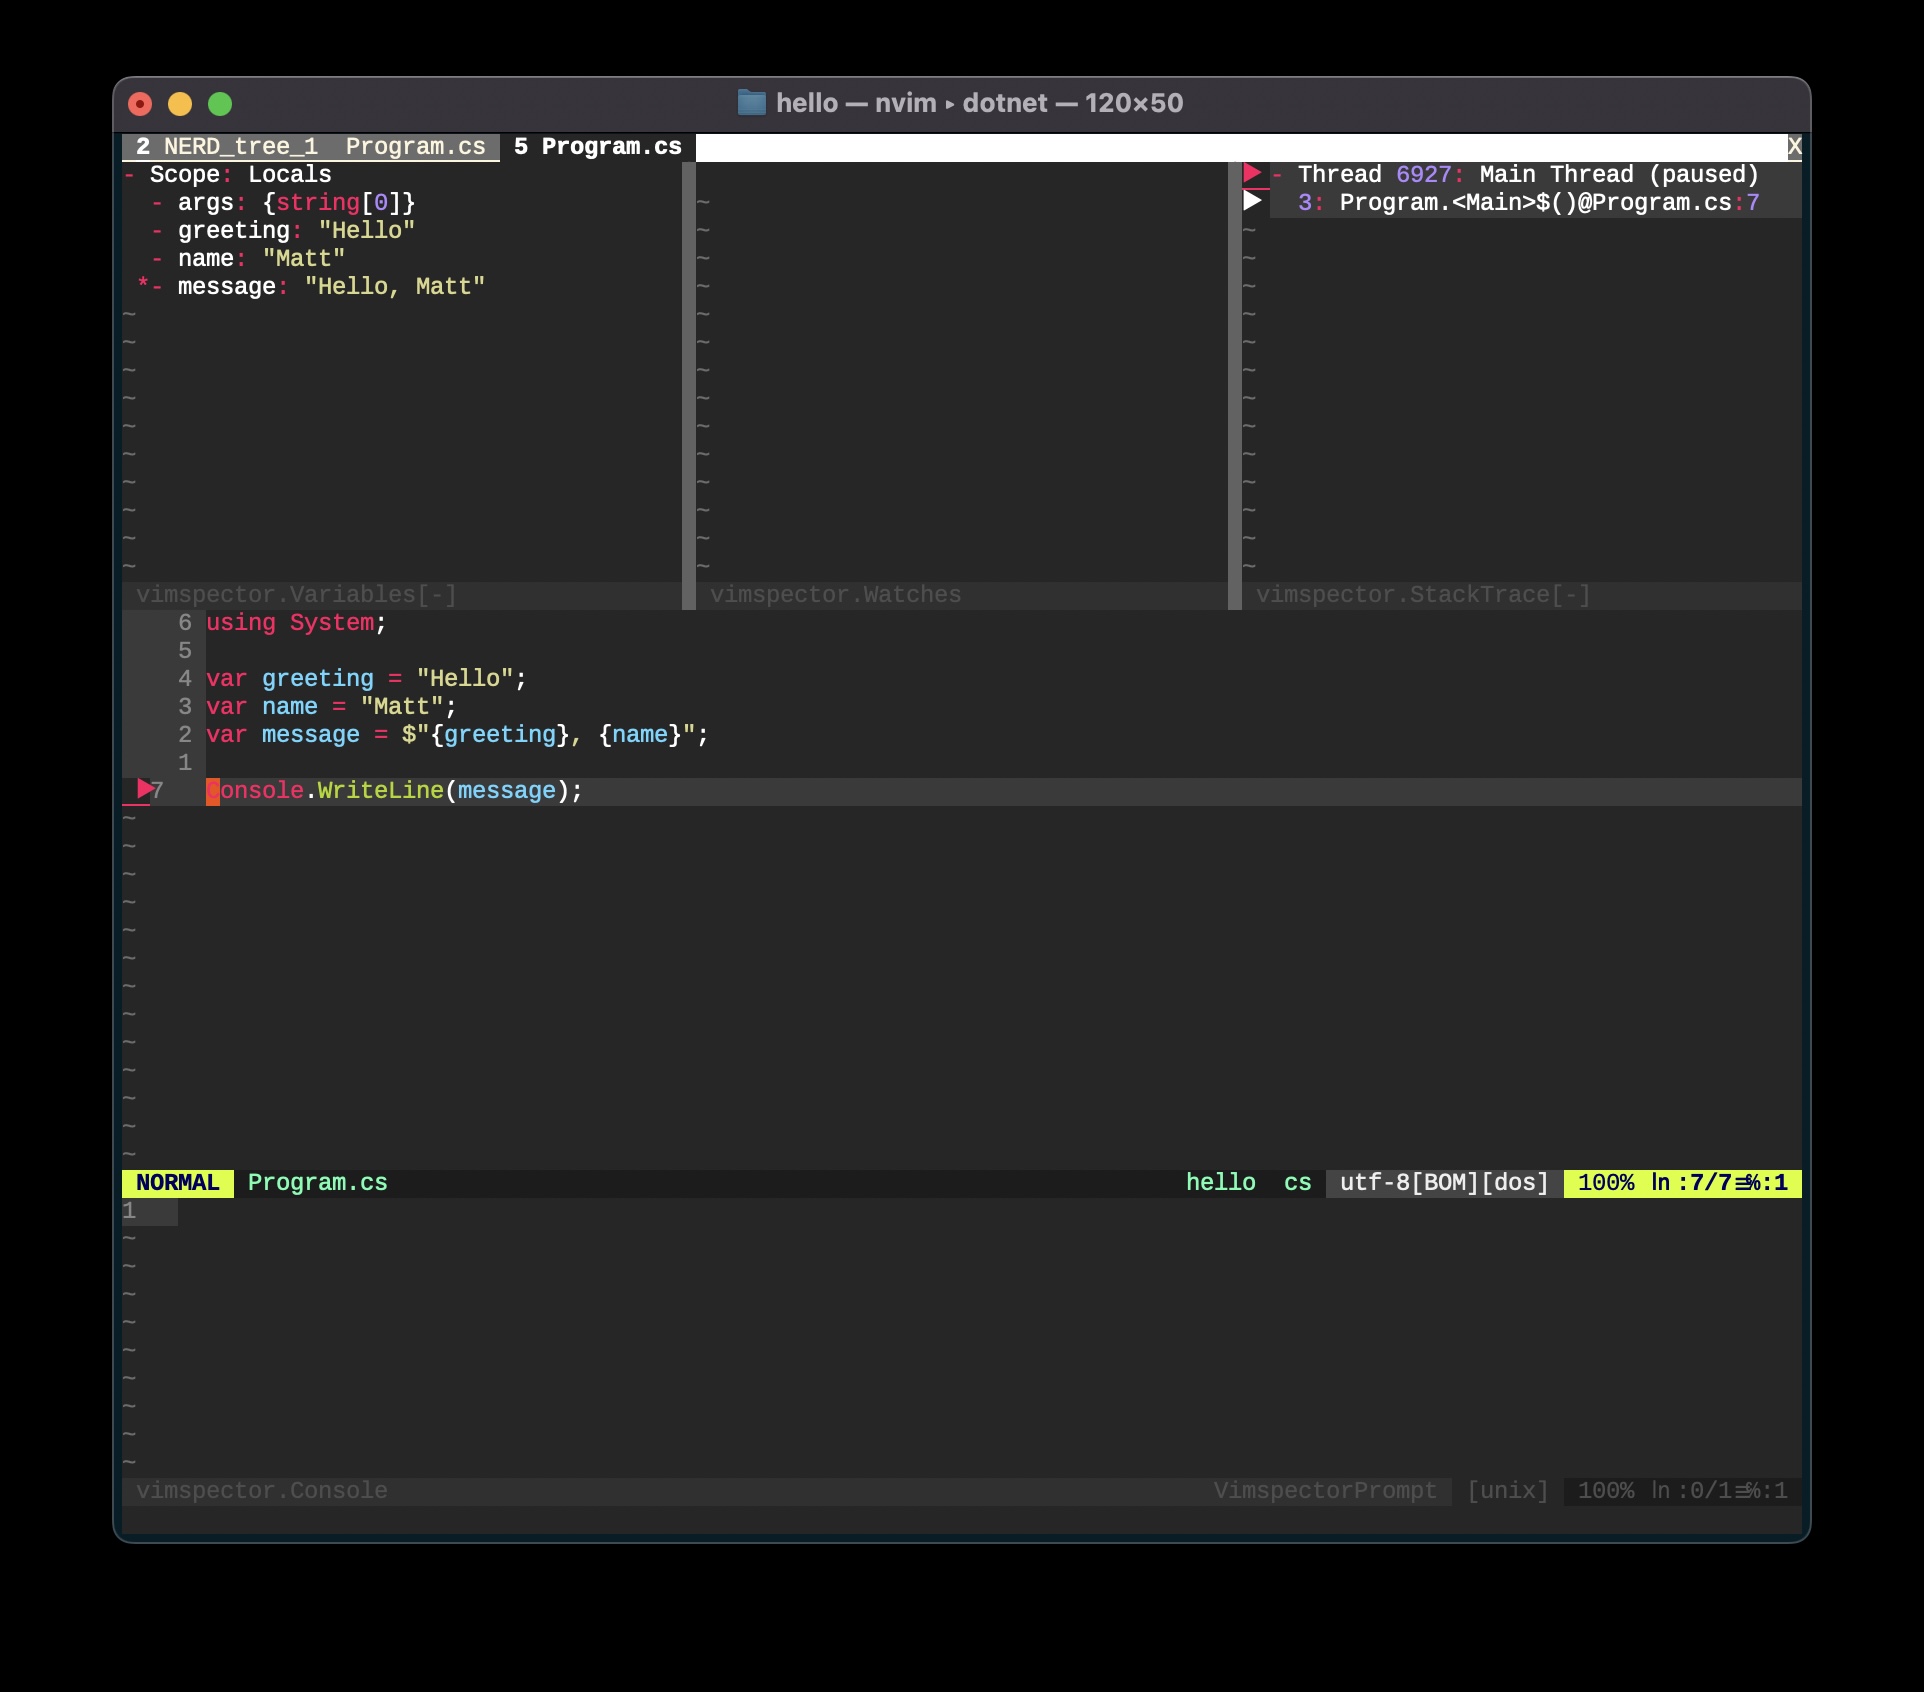 hello — nvim ▸ dotnet — 120×50
2 NERD_tree_1  Program.cs  5 Program.cs X
- Scope: Locals
- args: {string[0]}
- greeting: "Hello"
- name: "Matt"
*- message: "Hello, Matt"
- Thread 6927: Main Thread (paused)
3: Program.<Main>$()@Program.cs:7
vimspector.Variables[-]
vimspector.Watches
vimspector.StackTrace[-]
6 using System;
5
4 var greeting = "Hello";
3 var name = "Matt";
2 var message = $"{greeting}, {name}";
1
7 Console.WriteLine(message);
NORMAL Program.cs hello cs utf-8[BOM][dos] 100% ln :7/7≡%:1
1
vimspector.Console VimspectorPrompt [unix] 100% ln :0/1≡%:1